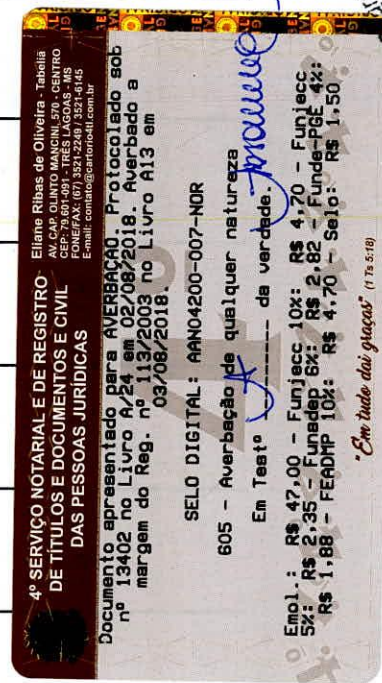 4º SERVIÇO NOTARIAL E DE REGISTRO
DE TÍTULOS E DOCUMENTOS E CIVIL
DAS PESSOAS JURÍDICAS
Eliane Ribas de Oliveira - Tabeliã
AV. CAP. OLINTO MANCINI, 570 - CENTRO
CEP: 79.601-091 - TRÊS LAGOAS - MS
FONE/FAX: (67) 3521-2249 / 3521-6145
E-mail: contato@cartorio4tl.com.br
Documento apresentado para AVERBAÇÃO. Protocolado sob
nº 13402 no Livro A/24 em 02/08/2018. Averbado a
margem do Reg. nº 113/2003 no Livro A13 em
03/08/2018.
SELO DIGITAL: AAN04200-007-NOR
605 - Averbação de qualquer natureza
Em Testº da verdade.
Emol.: R$ 47,00 - Funjecc 10%: R$ 4,70 - Funjecc
5%: R$ 2,35 - Funadep 6%: R$ 2,82 - Funde-PGE 4%:
R$ 1,88 - FEADMP 10%: R$ 4,70 - Selo: R$ 1,50
"Em tudo dai graças" (1 Ts 5:18)